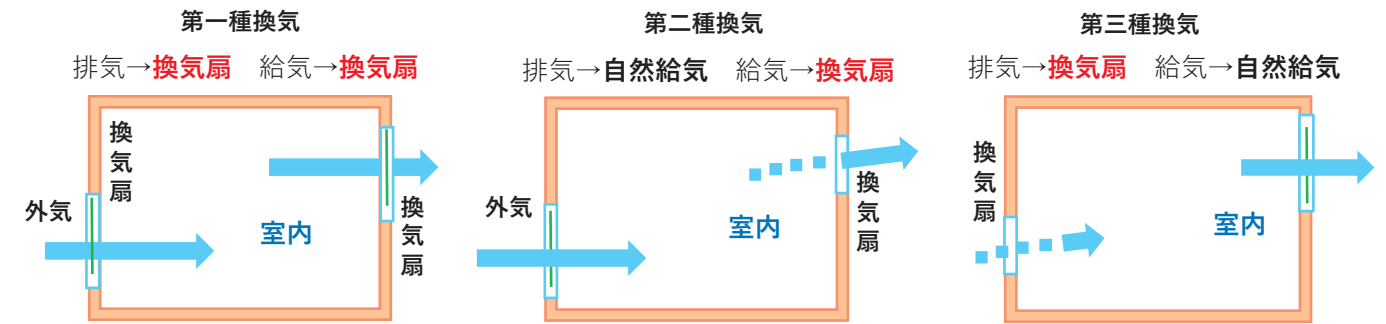 第一種換気
排気→換気扇 給気→換気扇
換気扇
外気
室内
換気扇
第二種換気
排気→自然給気 給気→換気扇
外気
室内
換気扇
第三種換気
排気→換気扇 給気→自然給気
換気扇
室内